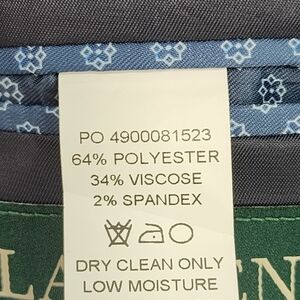 PO 4900081523
64% POLYESTER
34% VISCOSE
2% SPANDEX
DRY CLEAN ONLY
LOW MOISTURE